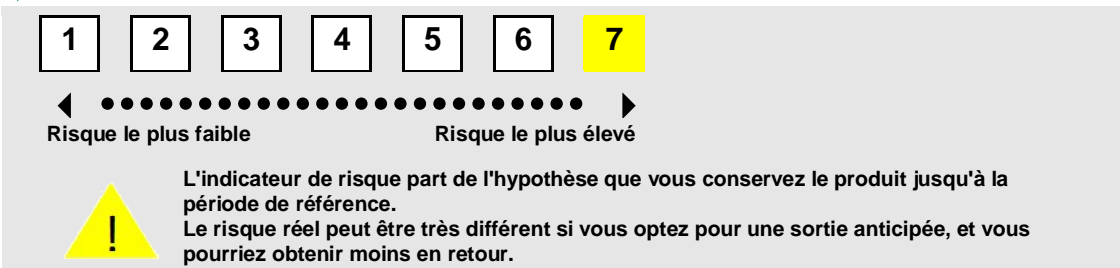 1 2 3 4 5 6 7
Risque le plus faible Risque le plus élevé
L'indicateur de risque part de l'hypothèse que vous conservez le produit jusqu'à la
période de référence.
Le risque réel peut être très différent si vous optez pour une sortie anticipée, et vous
pourriez obtenir moins en retour.
!